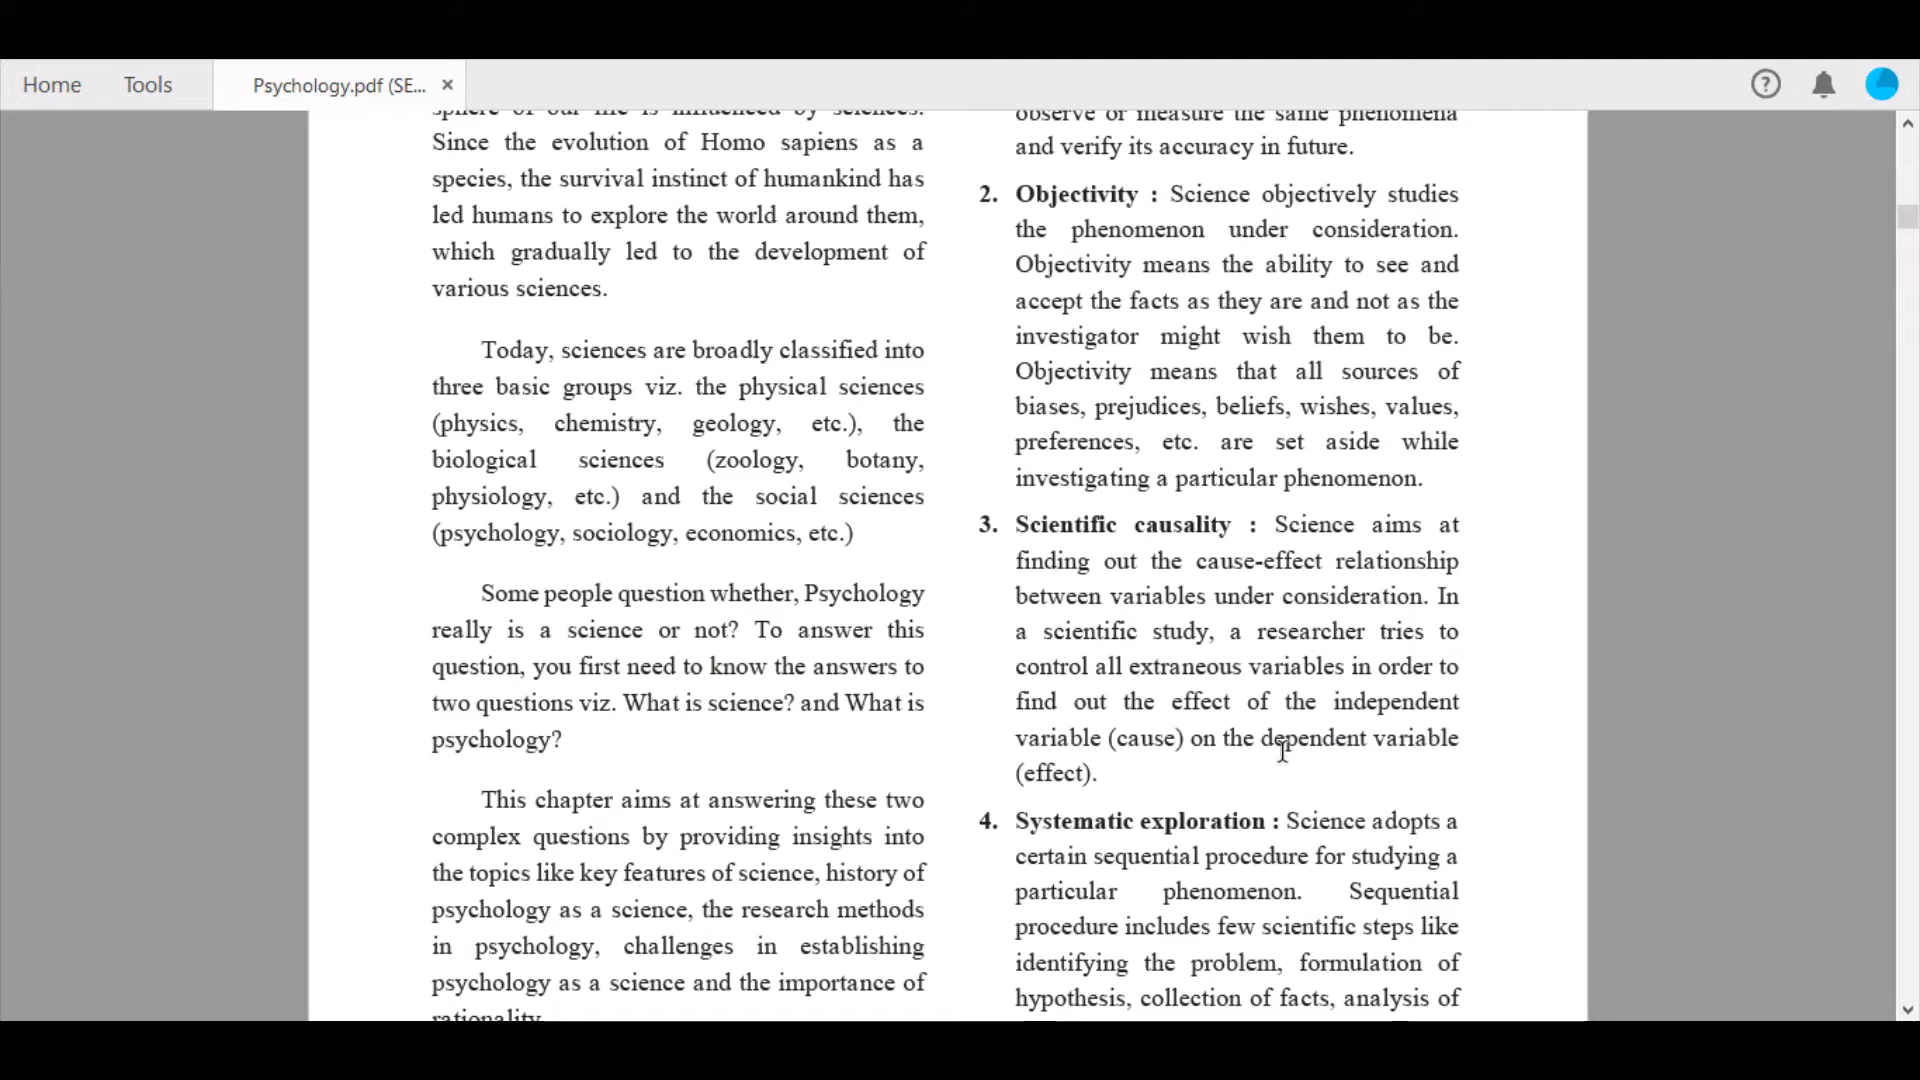 Home Tools Psychology.pdf (SE... ×
sphere of our life is influenced by sciences.
Since the evolution of Homo sapiens as a
species, the survival instinct of humankind has
led humans to explore the world around them,
which gradually led to the development of
various sciences.
Today, sciences are broadly classified into
three basic groups viz. the physical sciences
(physics, chemistry, geology, etc.), the
biological sciences (zoology, botany,
physiology, etc.) and the social sciences
(psychology, sociology, economics, etc.)
Some people question whether, Psychology
really is a science or not? To answer this
question, you first need to know the answers to
two questions viz. What is science? and What is
psychology?
This chapter aims at answering these two
complex questions by providing insights into
the topics like key features of science, history of
psychology as a science, the research methods
in psychology, challenges in establishing
psychology as a science and the importance of
rationality.
observe or measure the same phenomena
and verify its accuracy in future.
2. Objectivity : Science objectively studies
the phenomenon under consideration.
Objectivity means the ability to see and
accept the facts as they are and not as the
investigator might wish them to be.
Objectivity means that all sources of
biases, prejudices, beliefs, wishes, values,
preferences, etc. are set aside while
investigating a particular phenomenon.
3. Scientific causality : Science aims at
finding out the cause-effect relationship
between variables under consideration. In
a scientific study, a researcher tries to
control all extraneous variables in order to
find out the effect of the independent
variable (cause) on the dependent variable
(effect).
4. Systematic exploration : Science adopts a
certain sequential procedure for studying a
particular phenomenon. Sequential
procedure includes few scientific steps like
identifying the problem, formulation of
hypothesis, collection of facts, analysis of